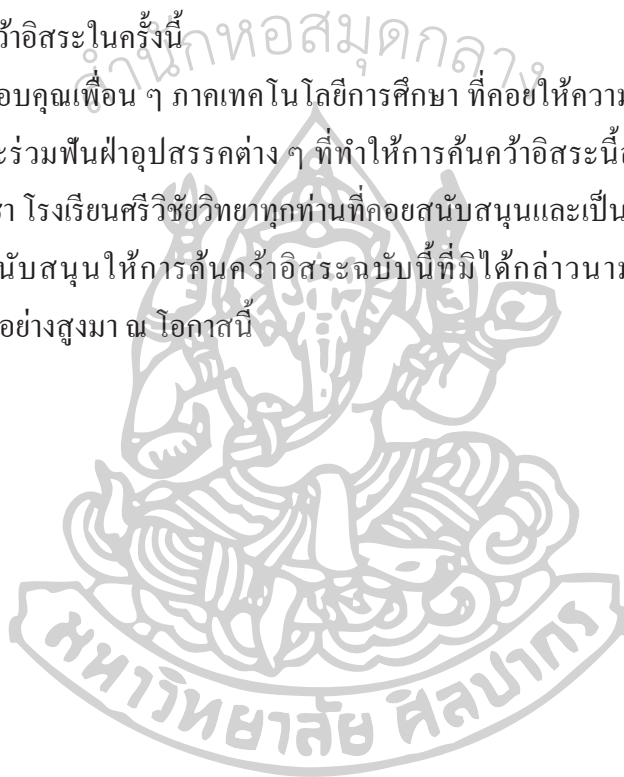 ว้าอิสระในครั้งนี้
สำนักหอสมุดกลาง
อบคุณเพื่อน ๆ ภาคเทคโนโลยีการศึกษา ที่คอยให้ความ
ะร่วมฟันฝ่าอุปสรรคต่าง ๆ ที่ทำให้การค้นคว้าอิสระนี้ส
ชา โรงเรียนศรีวิชัยวิทยาทุกท่านที่คอยสนับสนุนและเป็น
นับสนุนให้การค้นคว้าอิสระฉบับนี้ที่มิได้กล่าวนาม
อย่างสูงมา ณ โอกาสนี้
มหาวิทยาลัย ศิลปากร